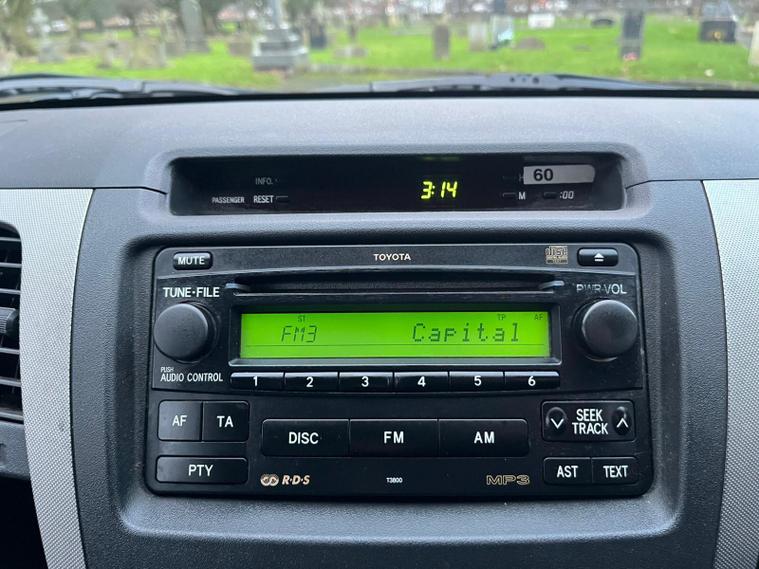 INFO.
60
3:14
H
PASSENGER RESET
M
:00
MUTE
TOYOTA
TUNE•FILE
PWR•VOL
ST
TP
AF
FM3
Capital
PUSH
AUDIO CONTROL
1 2 3 4 5 6
AF TA
DISC FM AM
SEEK
TRACK
PTY
R•D•S
T3800
MP3
AST TEXT